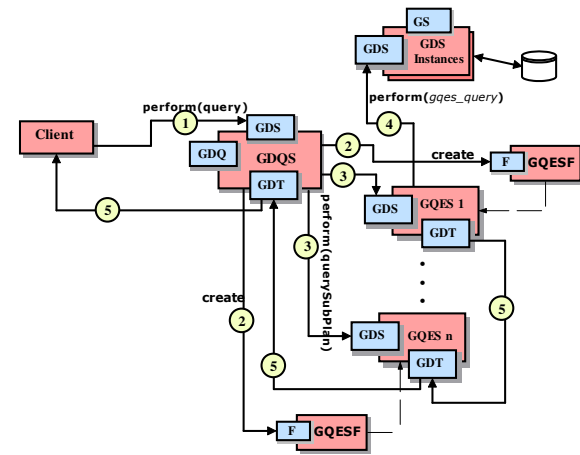 GS
GDS
GDS
Instances
perform(query)
perform(gqes_query)
1
4
Client
GDS
GDQ
GDQS
GDT
2
create
F
GQESF
3
GDS
GQES 1
GDT
5
3
perform(querySubPlan)
create
2
5
5
GDS
GQES n
GDT
F
GQESF